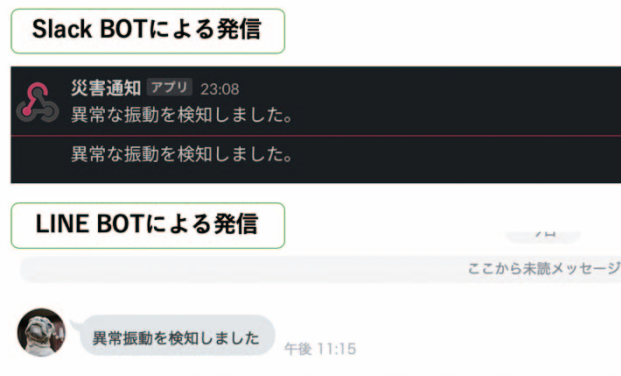 Slack BOTによる発信
災害通知 アプリ 23:08
異常な振動を検知しました。
異常な振動を検知しました。
LINE BOTによる発信
ここから未読メッセージ
異常振動を検知しました
午後 11:15